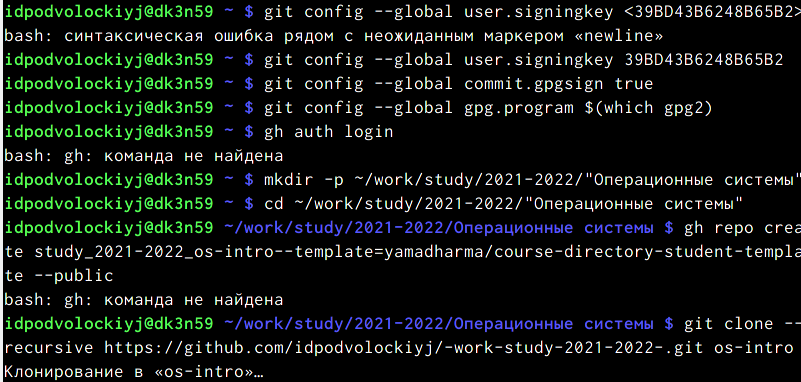 idpodvolockiyj@dk3n59 ~ $ git config --global user.signingkey <39BD43B6248B65B2>
bash: синтаксическая ошибка рядом с неожиданным маркером «newline»
idpodvolockiyj@dk3n59 ~ $ git config --global user.signingkey 39BD43B6248B65B2
idpodvolockiyj@dk3n59 ~ $ git config --global commit.gpgsign true
idpodvolockiyj@dk3n59 ~ $ git config --global gpg.program $(which gpg2)
idpodvolockiyj@dk3n59 ~ $ gh auth login
bash: gh: команда не найдена
idpodvolockiyj@dk3n59 ~ $ mkdir -p ~/work/study/2021-2022/"Операционные системы"
idpodvolockiyj@dk3n59 ~ $ cd ~/work/study/2021-2022/"Операционные системы"
idpodvolockiyj@dk3n59 ~/work/study/2021-2022/Операционные системы $ gh repo crea
te study_2021-2022_os-intro--template=yamadharma/course-directory-student-templa
te --public
bash: gh: команда не найдена
idpodvolockiyj@dk3n59 ~/work/study/2021-2022/Операционные системы $ git clone --
recursive https://github.com/idpodvolockiyj/-work-study-2021-2022-.git os-intro
Клонирование в «os-intro»…